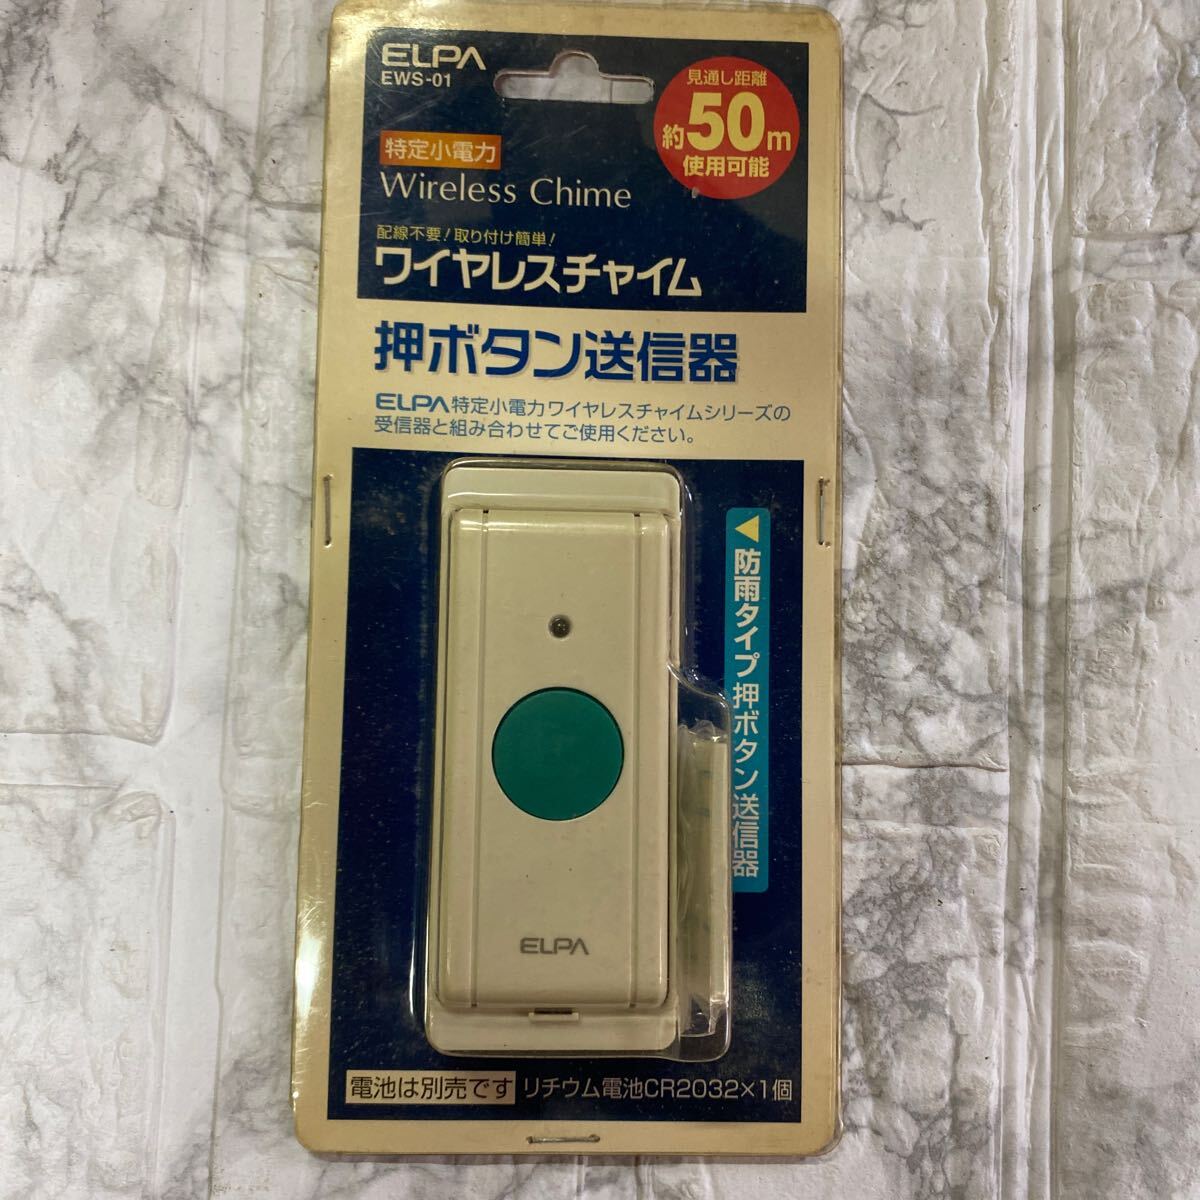 ELPA
EWS-01
見通し距離
約50m
使用可能
特定小電力
Wireless Chime
配線不要!取り付け簡単!
ワイヤレスチャイム
押ボタン送信器
ELPA特定小電力ワイヤレスチャイムシリーズの
受信器と組み合わせてご使用ください。
◀防雨タイプ押ボタン送信器
ELPA
電池は別売です リチウム電池CR2032×1個